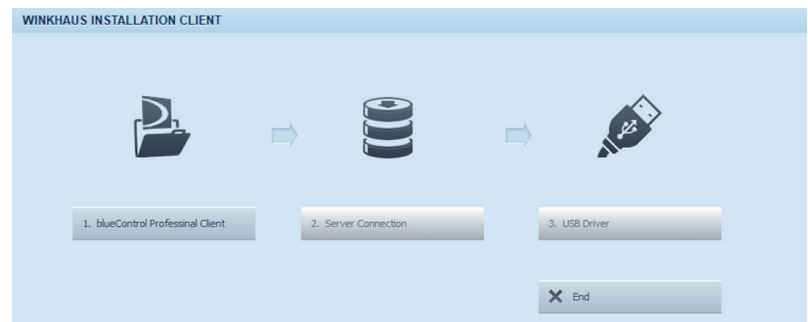 WINKHAUS INSTALLATION CLIENT
1. blueControl Professinal Client
2. Server Connection
3. USB Driver
End